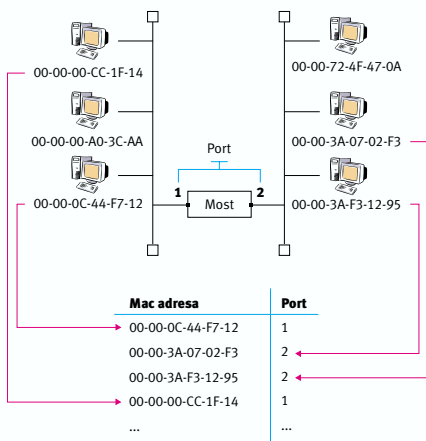 00-00-00-CC-1F-14
00-00-72-4F-47-0A
00-00-00-A0-3C-AA
00-00-3A-07-02-F3
Port
1
2
Most
00-00-0C-44-F7-12
00-00-3A-F3-12-95
Mac adresa Port
00-00-0C-44-F7-12 1
00-00-3A-07-02-F3 2
00-00-3A-F3-12-95 2
00-00-00-CC-1F-14 1
... ...